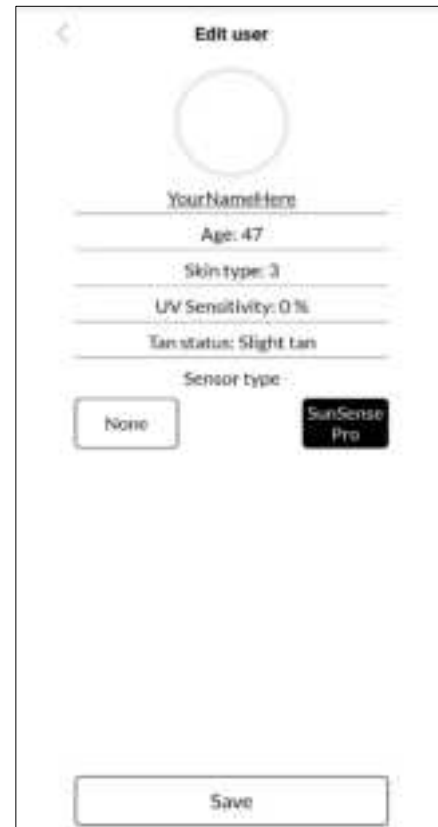 Edit user
YourNameHere
Age: 47
Skin type: 3
UV Sensitivity: 0 %
Tan status: Slight tan
Sensor type
None
SunSense
Pro
Save